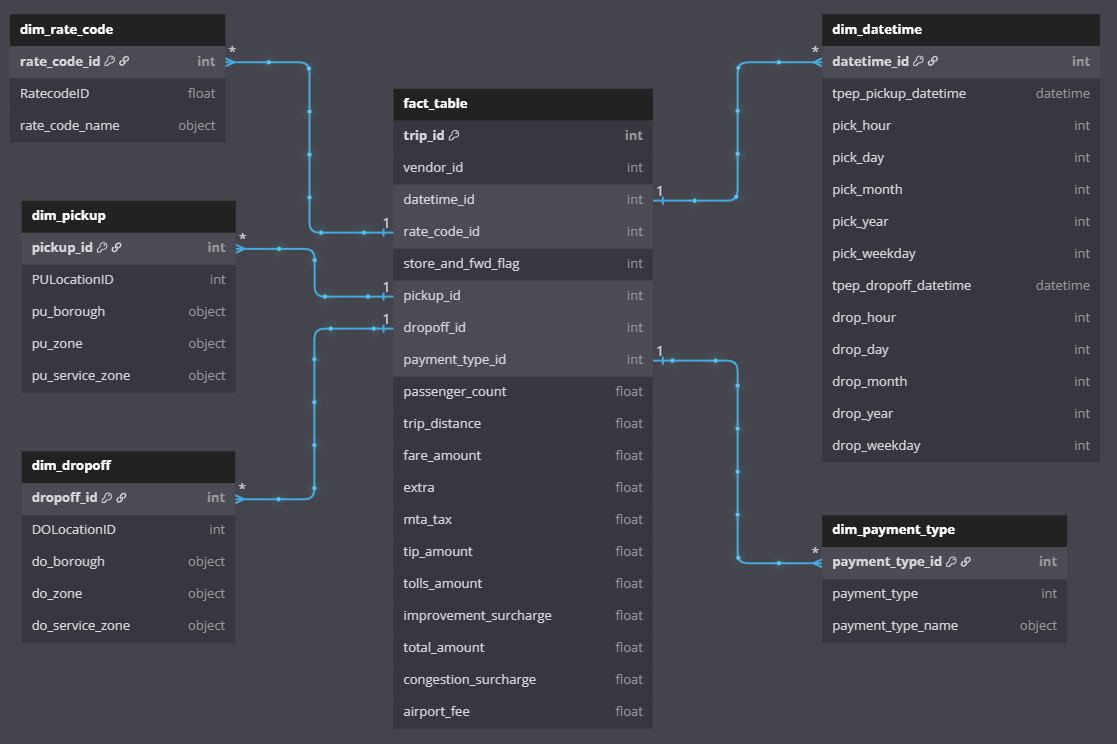 dim_rate_code
rate_code_id int
RatecodeID float
rate_code_name object
*
dim_pickup
pickup_id int
PULocationID int
pu_borough object
pu_zone object
pu_service_zone object
*
dim_dropoff
dropoff_id int
DOLocationID int
do_borough object
do_zone object
do_service_zone object
*
fact_table
trip_id int
vendor_id int
datetime_id int
1
1
rate_code_id int
store_and_fwd_flag int
1
pickup_id int
1
dropoff_id int
payment_type_id int
1
passenger_count float
trip_distance float
fare_amount float
extra float
mta_tax float
tip_amount float
tolls_amount float
improvement_surcharge float
total_amount float
congestion_surcharge float
airport_fee float
dim_datetime
*
datetime_id int
tpep_pickup_datetime datetime
pick_hour int
pick_day int
pick_month int
pick_year int
pick_weekday int
tpep_dropoff_datetime datetime
drop_hour int
drop_day int
drop_month int
drop_year int
drop_weekday int
dim_payment_type
*
payment_type_id int
payment_type int
payment_type_name object